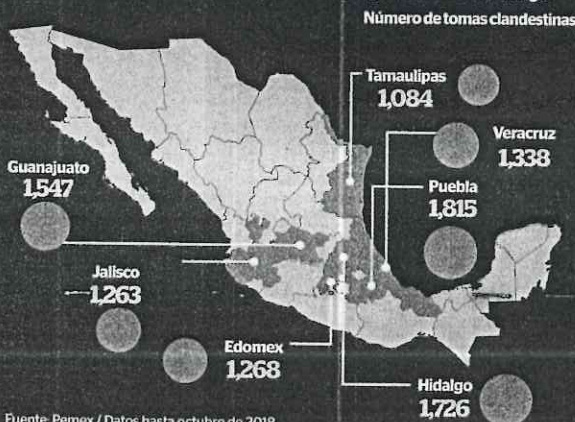 Número de tomas clandestinas
Tamaulipas
1,084
Veracruz
1,338
Guanajuato
1,547
Puebla
1,815
Jalisco
1,263
Edomex
1,268
Hidalgo
1,726
Fuente: Pemex / Datos hasta octubre de 2018